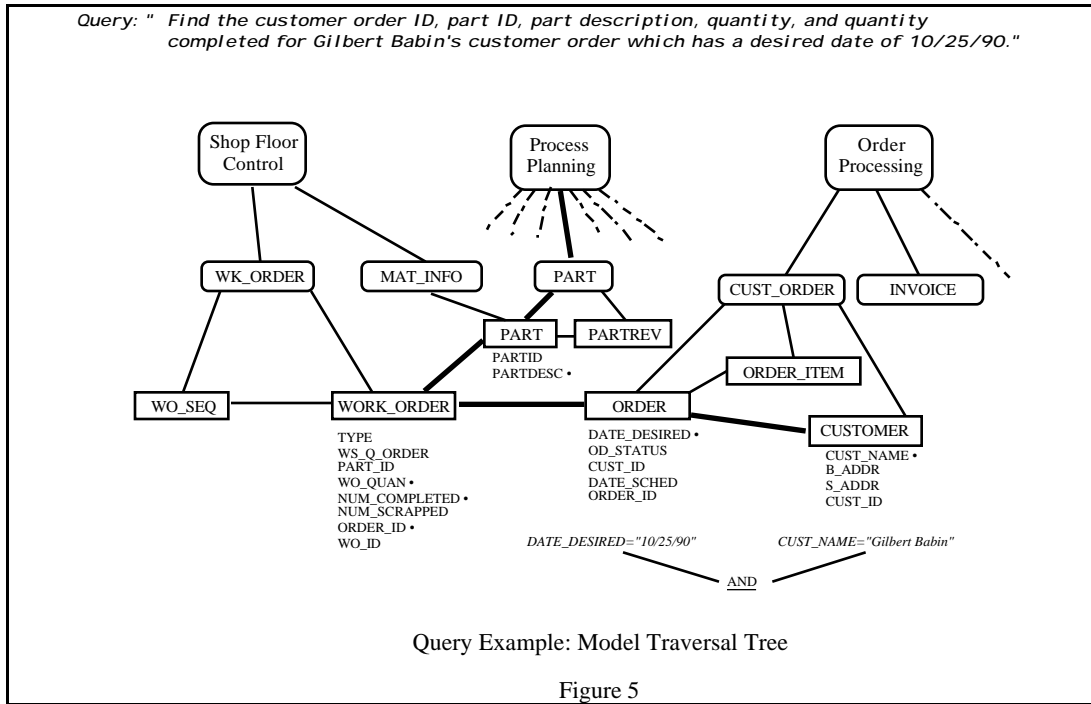 Query: " Find the customer order ID, part ID, part description, quantity, and quantity
completed for Gilbert Babin's customer order which has a desired date of 10/25/90."
Shop Floor
Control
Process
Planning
Order
Processing
WK_ORDER
MAT_INFO
PART
CUST_ORDER
INVOICE
PART
PARTREV
PARTID
PARTDESC •
ORDER_ITEM
WO_SEQ
WORK_ORDER
ORDER
CUSTOMER
TYPE
WS_Q_ORDER
PART_ID
WO_QUAN •
NUM_COMPLETED •
NUM_SCRAPPED
ORDER_ID •
WO_ID
DATE_DESIRED •
OD_STATUS
CUST_ID
DATE_SCHED
ORDER_ID
CUST_NAME •
B_ADDR
S_ADDR
CUST_ID
DATE_DESIRED="10/25/90"
CUST_NAME="Gilbert Babin"
AND
Query Example: Model Traversal Tree
Figure 5